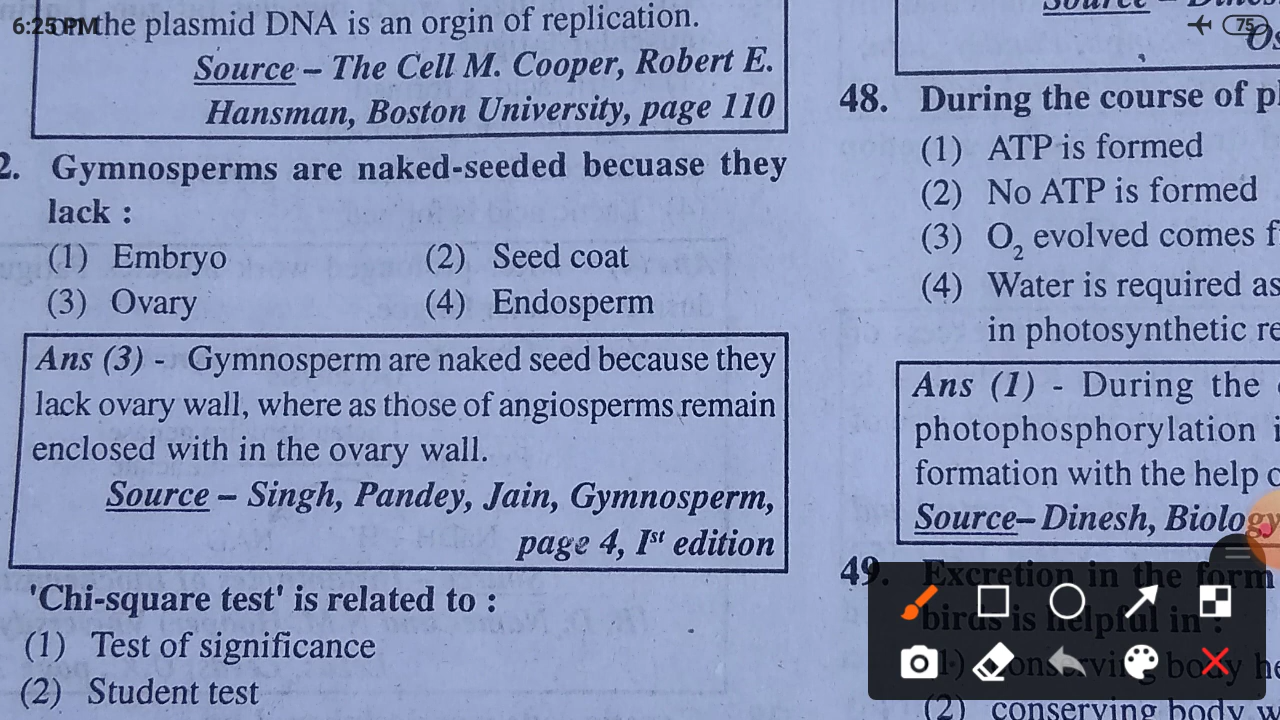 6:25 PM
75
on the plasmid DNA is an orgin of replication.
Source – The Cell M. Cooper, Robert E.
Hansman, Boston University, page 110
2. Gymnosperms are naked-seeded becuase they
lack :
(1) Embryo (2) Seed coat
(3) Ovary (4) Endosperm
Ans (3) - Gymnosperm are naked seed because they
lack ovary wall, where as those of angiosperms remain
enclosed with in the ovary wall.
Source – Singh, Pandey, Jain, Gymnosperm,
page 4, Ist edition
'Chi-square test' is related to :
(1) Test of significance
(2) Student test
Source –
48. During the course of
(1) ATP is formed
(2) No ATP is formed
(3) O2 evolved comes
(4) Water is required as
in photosynthetic
Ans (1) - During the
photophosphorylation
formation with the help
Source– Dinesh, Biology
49. Excretion in the form
birds is helpful in :
(1) conserving body
(2) conserving body